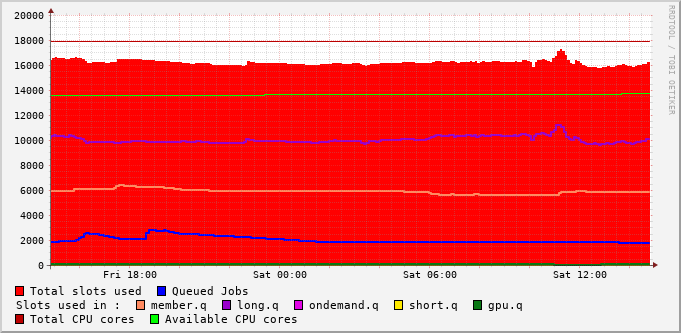 20000
18000
16000
14000
12000
10000
8000
6000
4000
2000
0
Fri 18:00 Sat 00:00 Sat 06:00 Sat 12:00
Total slots used Queued Jobs
Slots used in : member.q long.q ondemand.q short.q gpu.q
Total CPU cores Available CPU cores
RRDTOOL / TOBI OETIKER